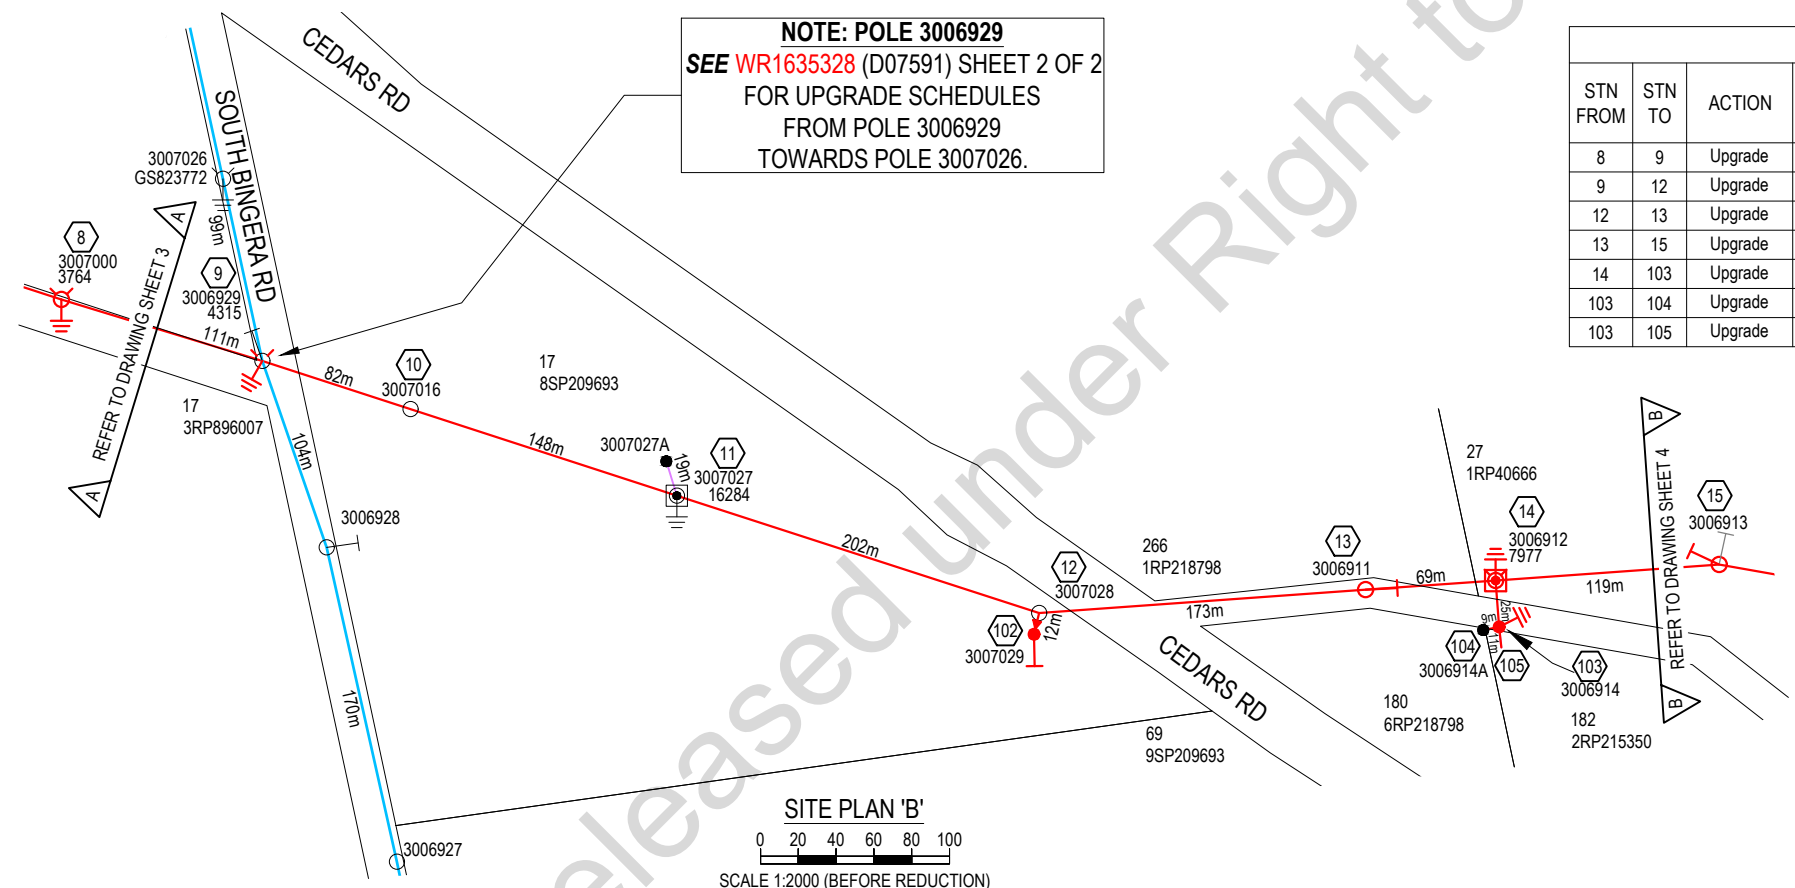 NOTE: POLE 3006929
SEE WR1635328 (D07591) SHEET 2 OF 2
FOR UPGRADE SCHEDULES
FROM POLE 3006929
TOWARDS POLE 3007026.
STN FROM STN TO ACTION
8 9 Upgrade
9 12 Upgrade
12 13 Upgrade
13 15 Upgrade
14 103 Upgrade
103 104 Upgrade
103 105 Upgrade
CEDARS RD
SOUTH BINGERA RD
3007026
GS823772
99m
A
REFER TO DRAWING SHEET 3
A
8
3007000
3764
9
3006929
4315
111m
82m
10
3007016
17
8SP209693
17
3RP896007
104m
148m
3007027A
19m
11
3007027
16284
3006928
202m
170m
3006927
12
3007028
102
3007029
12m
266
1RP218798
173m
13
3006911
69m
27
1RP40666
14
3006912
7977
25m
9m
11m
104
3006914A
105
103
3006914
119m
B
REFER TO DRAWING SHEET 4
B
15
3006913
CEDARS RD
180
6RP218798
182
2RP215350
69
9SP209693
SITE PLAN 'B'
0 20 40 60 80 100
SCALE 1:2000 (BEFORE REDUCTION)
eleased under Right to